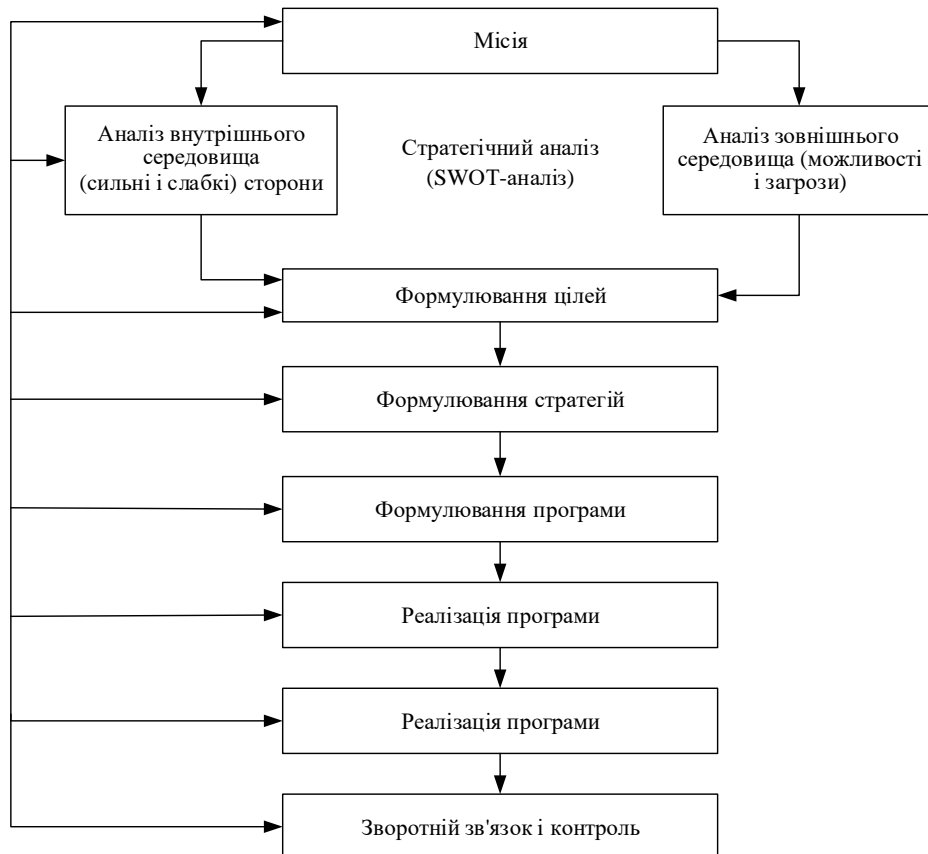 Місія
Аналіз внутрішнього
середовища
(сильні і слабкі) сторони
Стратегічний аналіз
(SWOT-аналіз)
Аналіз зовнішнього
середовища (можливості
і загрози)
Формулювання цілей
Формулювання стратегій
Формулювання програми
Реалізація програми
Реалізація програми
Зворотній зв'язок і контроль